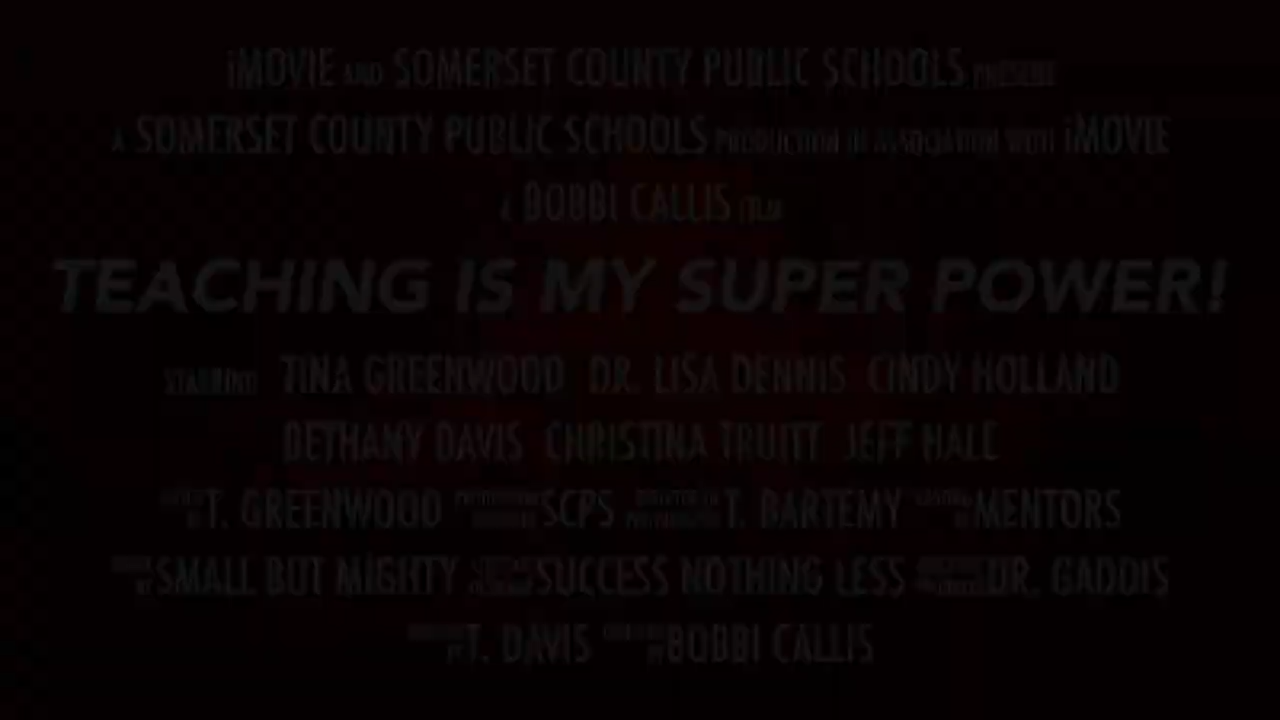 iMOVIE AND SOMERSET COUNTY PUBLIC SCHOOLS PRESENT
A SOMERSET COUNTY PUBLIC SCHOOLS PRODUCTION IN ASSOCIATION WITH iMOVIE
A BOBBI CALLIS FILM
TEACHING IS MY SUPER POWER!
STARRING TINA GREENWOOD DR. LISA DENNIS CINDY HOLLAND
BETHANY DAVIS CHRISTINA TRUITT JEFF HALL
T. GREENWOOD SCPS T. BARTEMY MENTORS
SMALL BUT MIGHTY SUCCESS NOTHING LESS DR. GADDIS
T. DAVIS BOBBI CALLIS